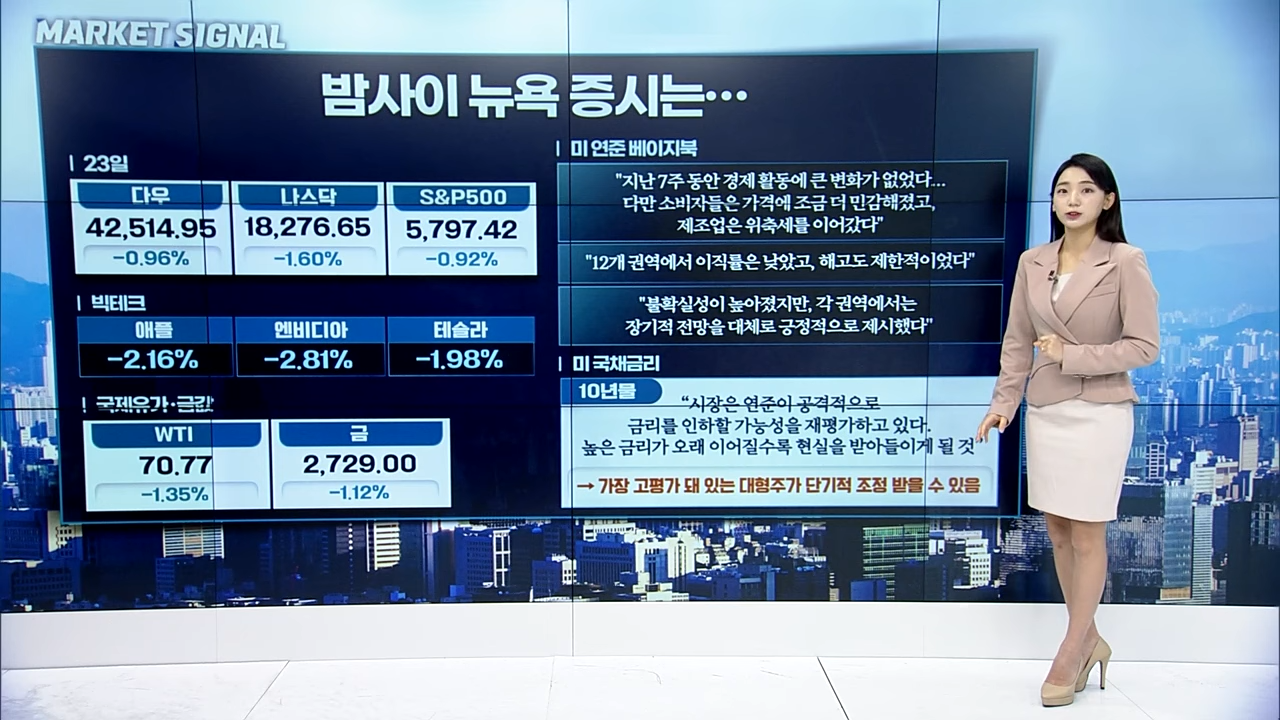 MARKET SIGNAL
밤사이 뉴욕 증시는…
23일
다우
나스닥
S&P500
42,514.95
18,276.65
5,797.42
-0.96%
-1.60%
-0.92%
빅테크
애플
엔비디아
테슬라
-2.16%
-2.81%
-1.98%
국제유가·금값
WTI
금
70.77
2,729.00
-1.35%
-1.12%
미 연준 베이지북
"지난 7주 동안 경제 활동에 큰 변화가 없었다…
다만 소비자들은 가격에 조금 더 민감해졌고,
제조업은 위축세를 이어갔다"
"12개 권역에서 이직률은 낮았고, 해고도 제한적이었다"
"불확실성이 높아졌지만, 각 권역에서는
장기적 전망을 대체로 긍정적으로 제시했다"
미 국채금리
10년물
“시장은 연준이 공격적으로
금리를 인하할 가능성을 재평가하고 있다.
높은 금리가 오래 이어질수록 현실을 받아들이게 될 것
→ 가장 고평가 돼 있는 대형주가 단기적 조정 받을 수 있음